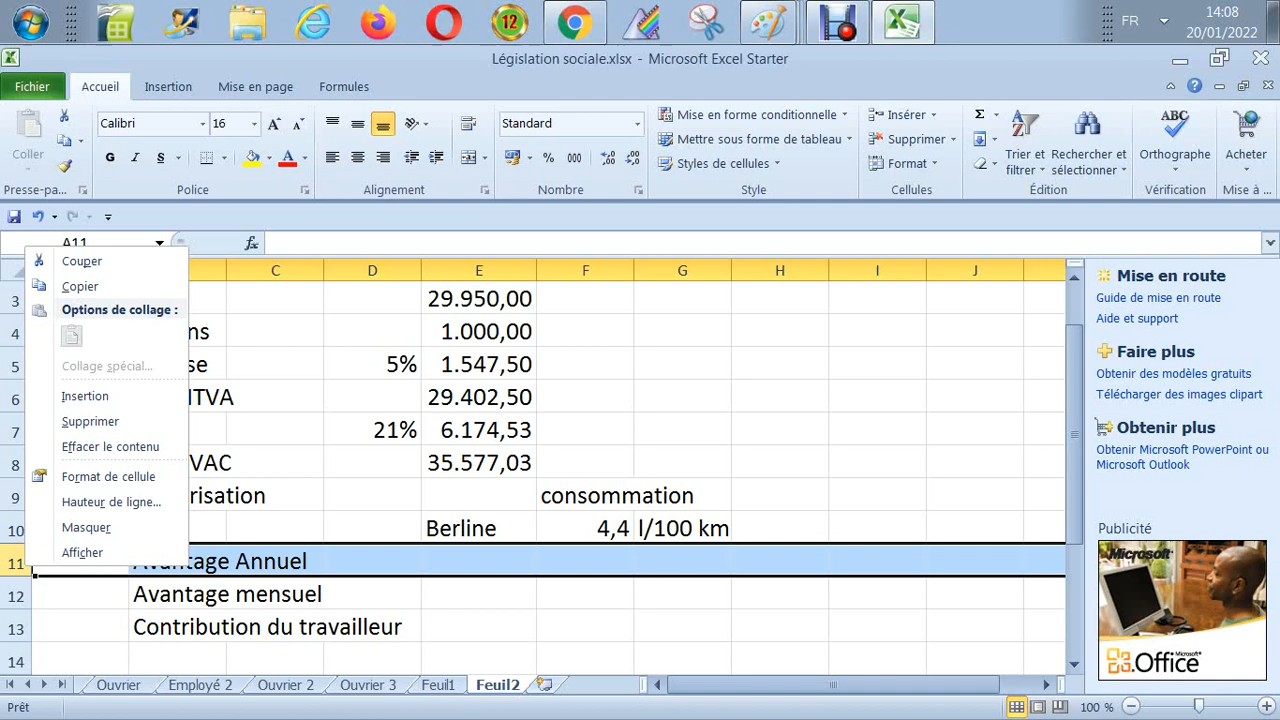 12
FR
14:08
20/01/2022
Législation sociale.xlsx - Microsoft Excel Starter
Fichier
Accueil
Insertion
Mise en page
Formules
Coller
Calibri
16
G I S
A A
Standard
% 000
Mise en forme conditionnelle
Mettre sous forme de tableau
Styles de cellules
Insérer
Supprimer
Format
Σ
Trier et filtrer
Rechercher et sélectionner
ABC
Orthographe
Acheter
Presse-pa...
Police
Alignement
Nombre
Style
Cellules
Édition
Vérification
Mise à ...
A11
fx
C D E F G H I J
3 29.950,00
4 ns 1.000,00
5 se 5% 1.547,50
6 ITVA 29.402,50
7 21% 6.174,53
8 VAC 35.577,03
9 risation consommation
10 Berline 4,4 l/100 km
11 Avantage Annuel
12 Avantage mensuel
13 Contribution du travailleur
14
Couper
Copier
Options de collage :
Collage spécial...
Insertion
Supprimer
Effacer le contenu
Format de cellule
Hauteur de ligne...
Masquer
Afficher
Mise en route
Guide de mise en route
Aide et support
Faire plus
Obtenir des modèles gratuits
Télécharger des images clipart
Obtenir plus
Obtenir Microsoft PowerPoint ou
Microsoft Outlook
Publicité
Microsoft
Microsoft
Office
Ouvrier
Employé 2
Ouvrier 2
Ouvrier 3
Feuil1
Feuil2
Prêt
100 %